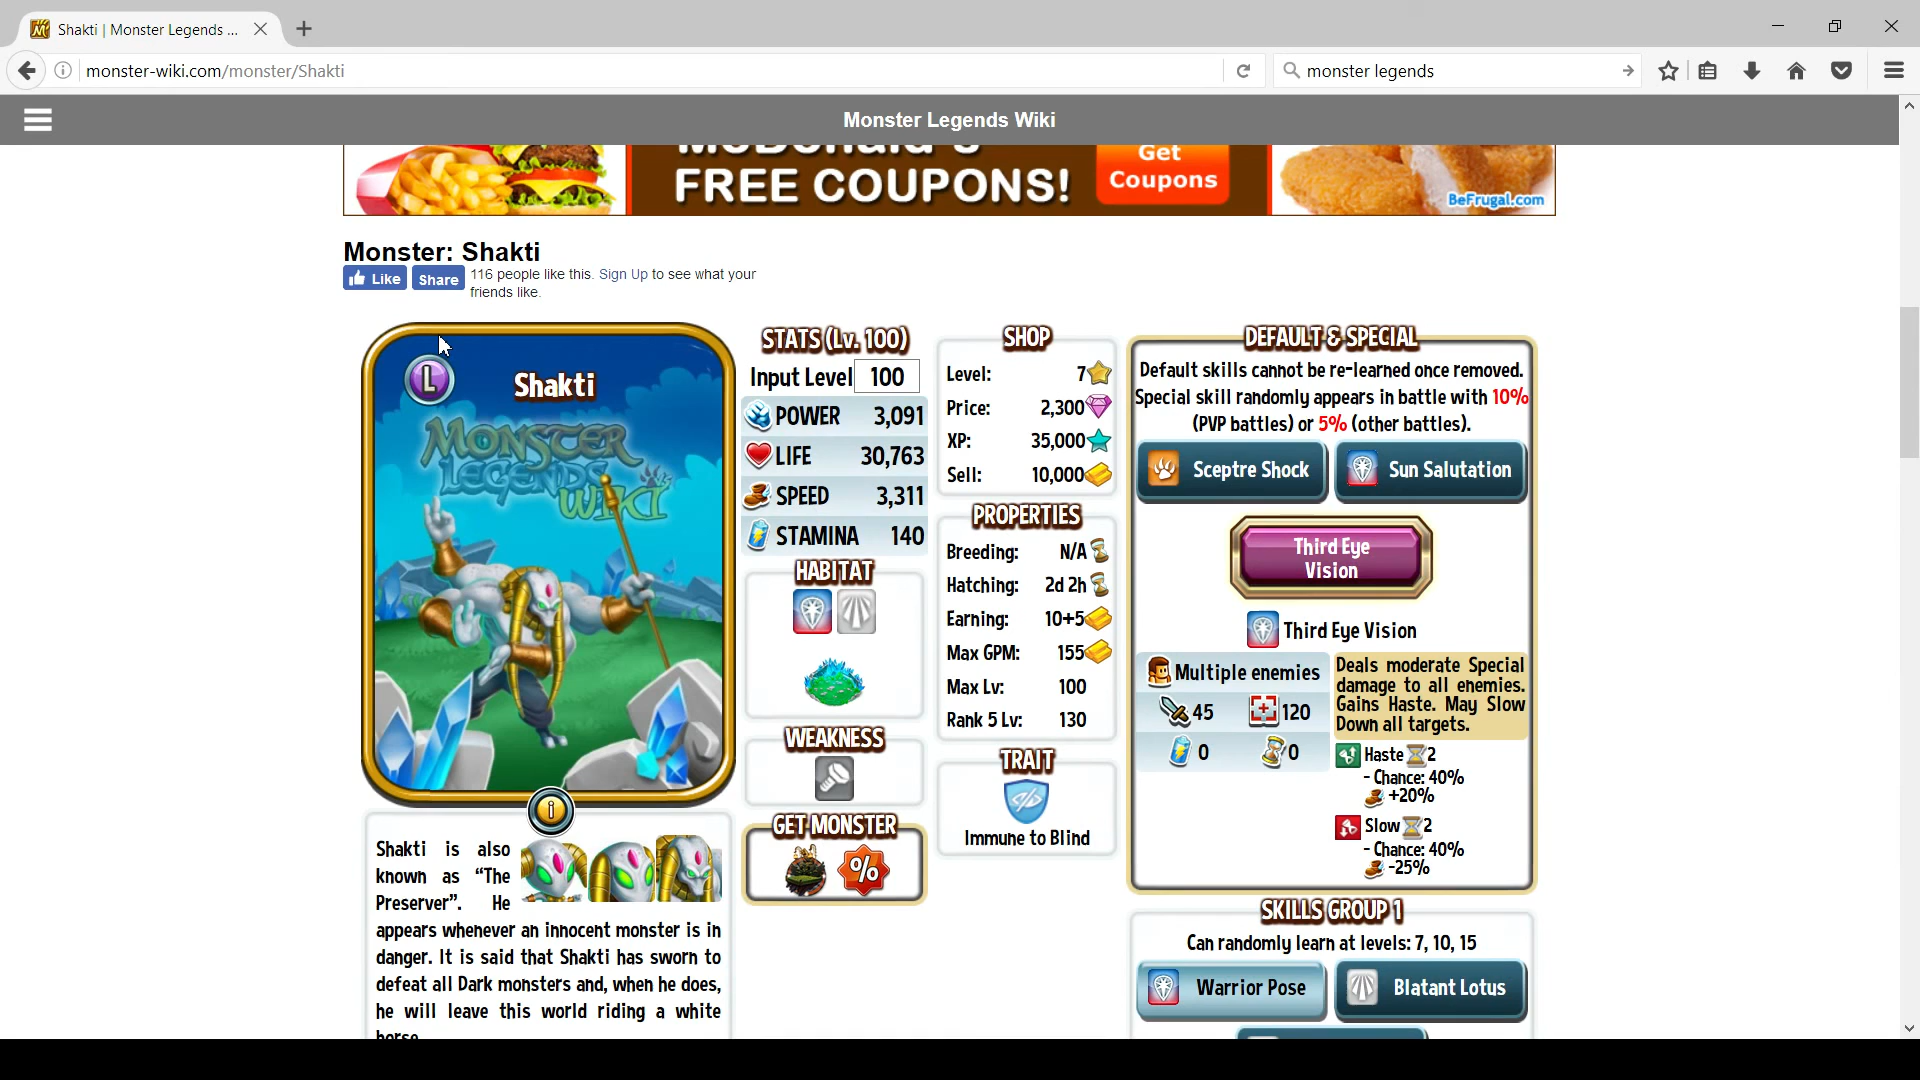 Shakti | Monster Legends ...
monster-wiki.com/monster/Shakti
monster legends
Monster Legends Wiki
FREE COUPONS!
Get
Coupons
BeFrugal.com
Monster: Shakti
Like
Share
116 people like this. Sign Up to see what your
friends like.
L
Shakti
MONSTER
LEGENDS
WIKI
Shakti is also
known as “The
Preserver”. He
appears whenever an innocent monster is in
danger. It is said that Shakti has sworn to
defeat all Dark monsters and, when he does,
he will leave this world riding a white
horse
STATS (Lv. 100)
Input Level 100
POWER 3,091
LIFE 30,763
SPEED 3,311
STAMINA 140
HABITAT
WEAKNESS
GET MONSTER
%
SHOP
Level: 7
Price: 2,300
XP: 35,000
Sell: 10,000
PROPERTIES
Breeding: N/A
Hatching: 2d 2h
Earning: 10+5
Max GPM: 155
Max Lv: 100
Rank 5 Lv: 130
TRAIT
Immune to Blind
DEFAULT & SPECIAL
Default skills cannot be re-learned once removed.
Special skill randomly appears in battle with 10%
(PVP battles) or 5% (other battles).
Sceptre Shock
Sun Salutation
Third Eye
Vision
Third Eye Vision
Multiple enemies
45 120
0 0
Deals moderate Special
damage to all enemies.
Gains Haste. May Slow
Down all targets.
Haste 2
- Chance: 40%
+20%
Slow 2
- Chance: 40%
-25%
SKILLS GROUP 1
Can randomly learn at levels: 7, 10, 15
Warrior Pose
Blatant Lotus